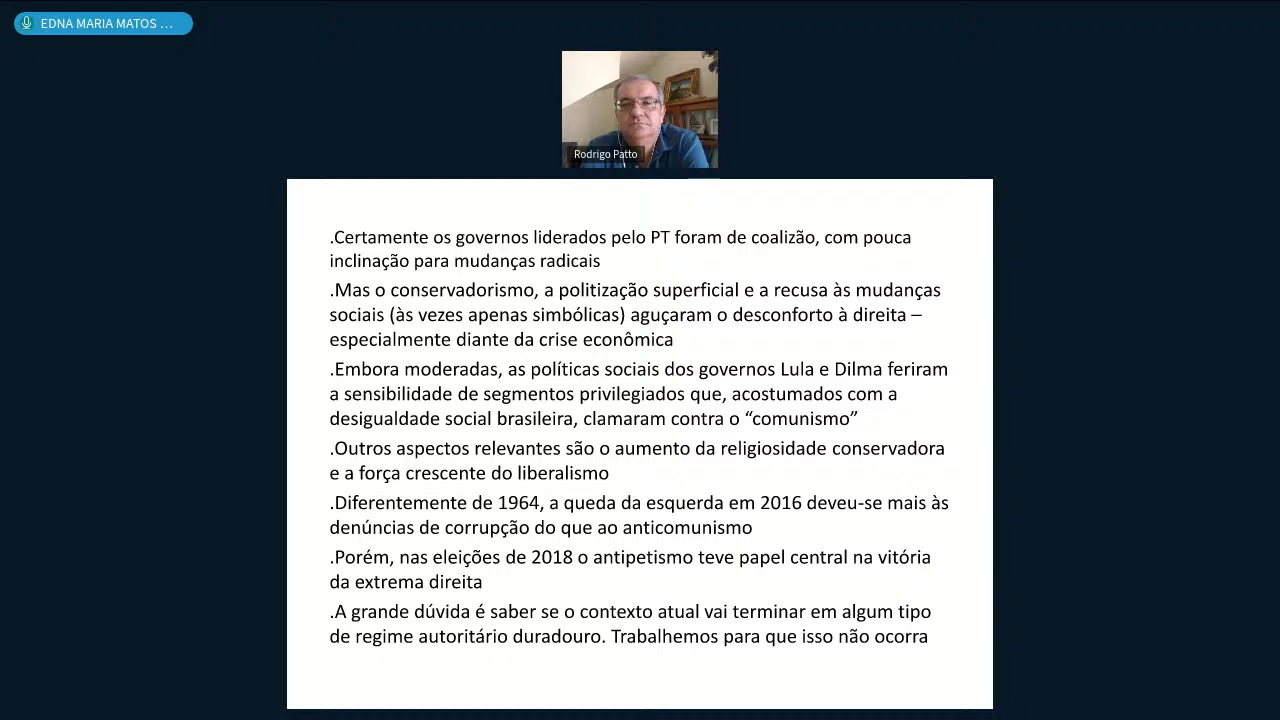 EDNA MARIA MATOS ...
Rodrigo Patto
.Certamente os governos liderados pelo PT foram de coalizão, com pouca
inclinação para mudanças radicais
.Mas o conservadorismo, a politização superficial e a recusa às mudanças
sociais (às vezes apenas simbólicas) aguçaram o desconforto à direita –
especialmente diante da crise econômica
.Embora moderadas, as políticas sociais dos governos Lula e Dilma feriram
a sensibilidade de segmentos privilegiados que, acostumados com a
desigualdade social brasileira, clamaram contra o “comunismo”
.Outros aspectos relevantes são o aumento da religiosidade conservadora
e a força crescente do liberalismo
.Diferentemente de 1964, a queda da esquerda em 2016 deveu-se mais às
denúncias de corrupção do que ao anticomunismo
.Porém, nas eleições de 2018 o antipetismo teve papel central na vitória
da extrema direita
.A grande dúvida é saber se o contexto atual vai terminar em algum tipo
de regime autoritário duradouro. Trabalhemos para que isso não ocorra